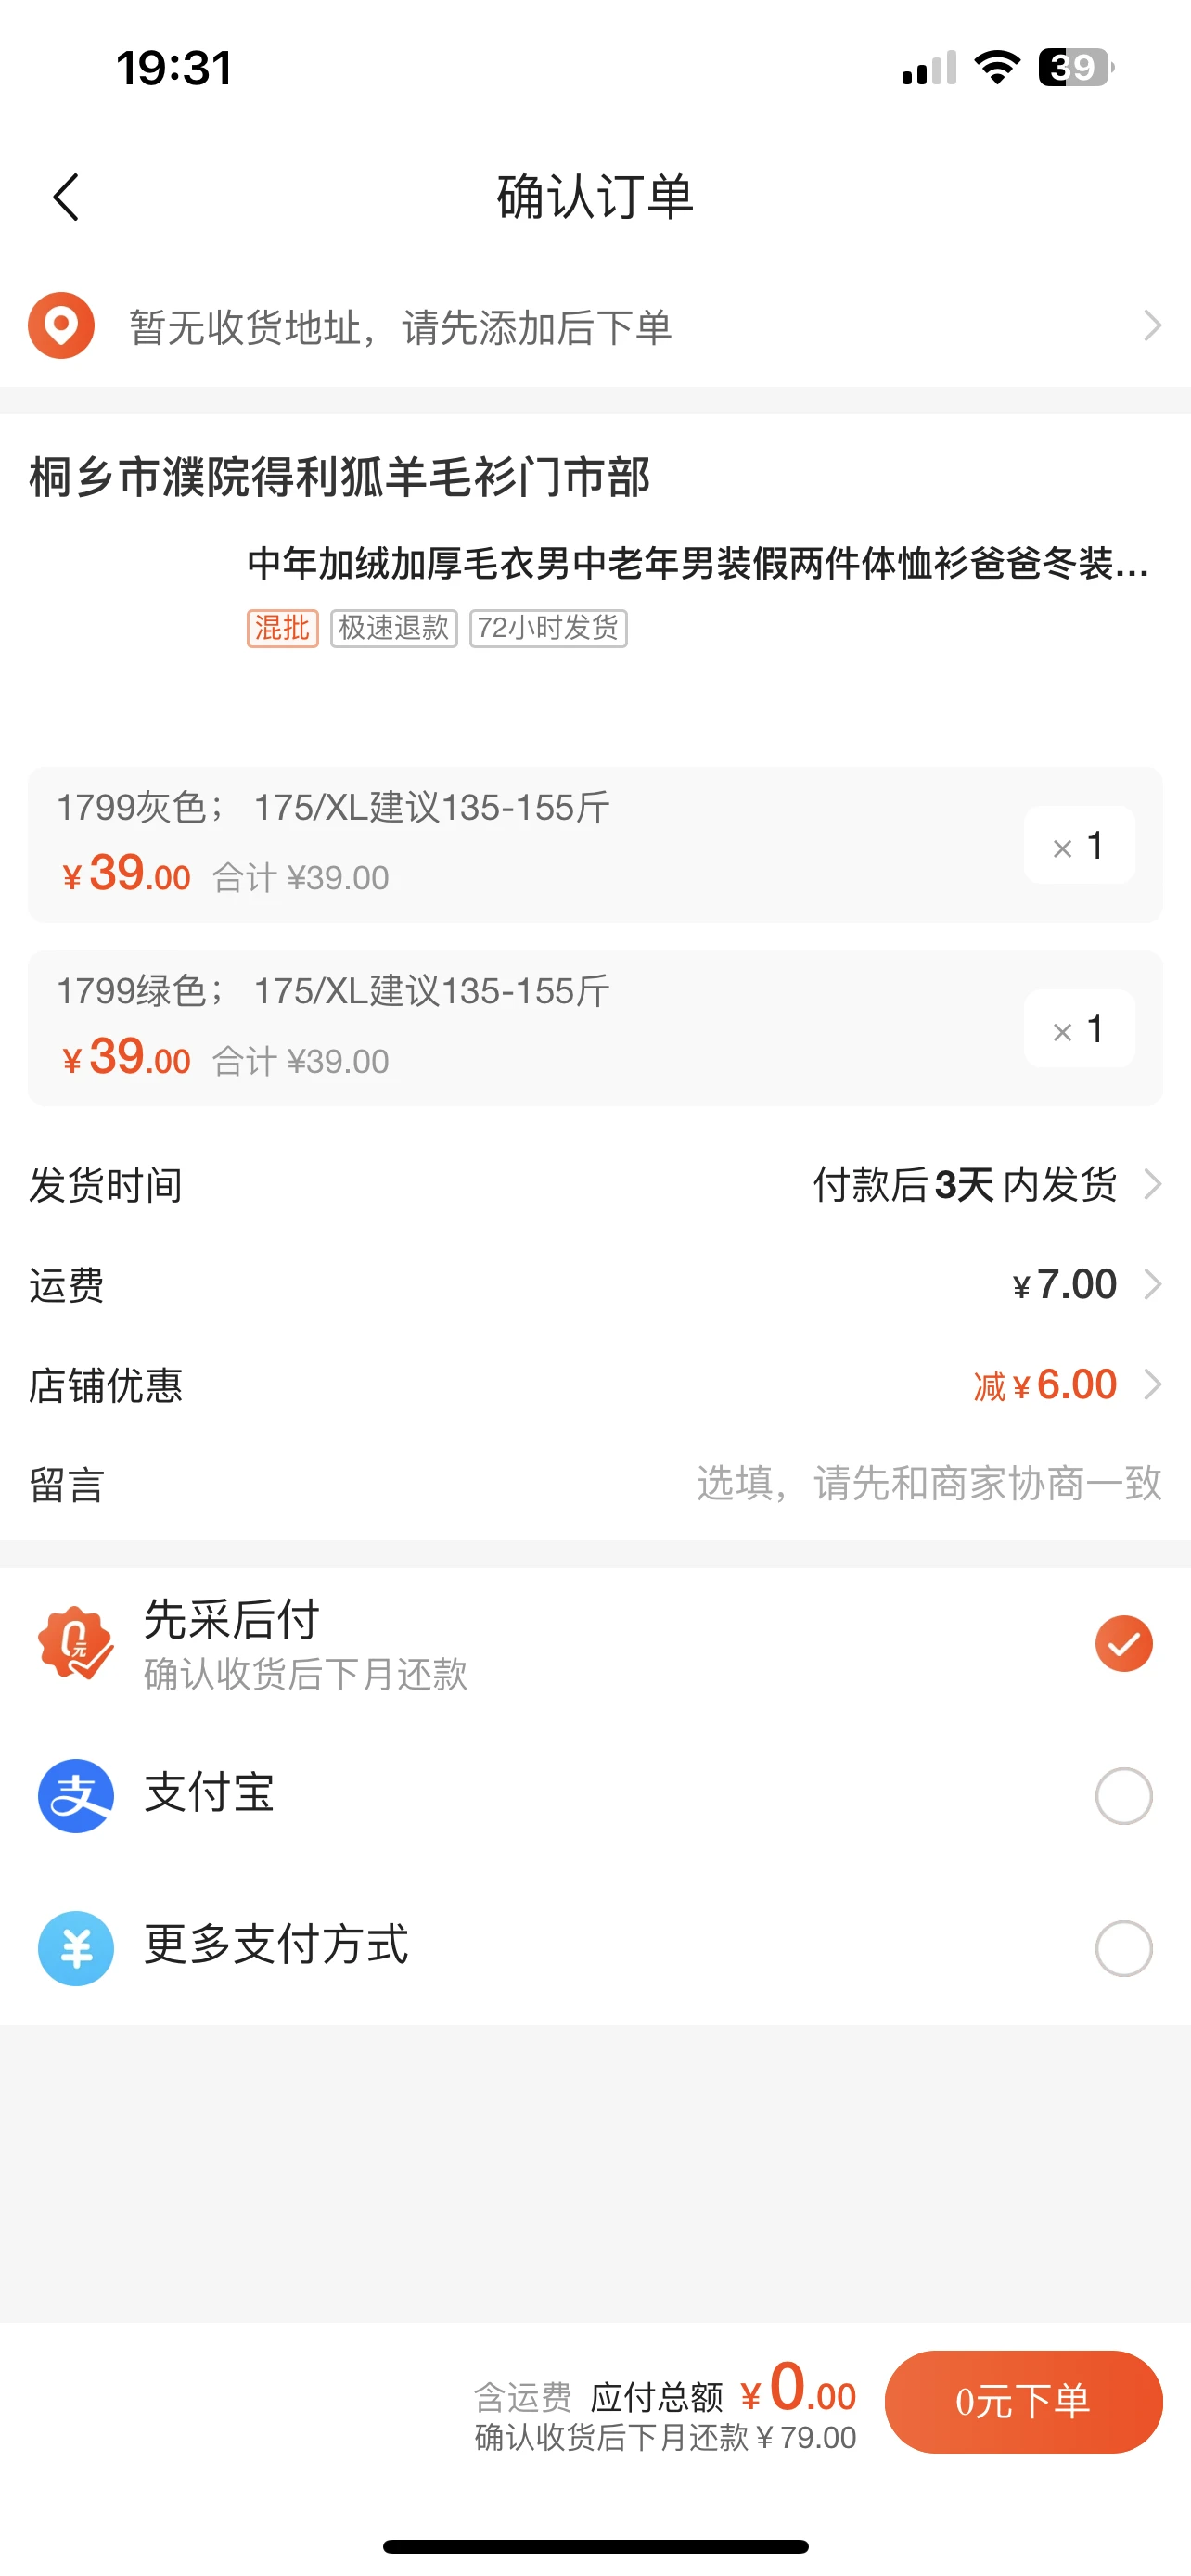 19:31
39
确认订单
暂无收货地址，请先添加后下单
桐乡市濮院得利狐羊毛衫门市部
中年加绒加厚毛衣男中老年男装假两件体恤衫爸爸冬装...
混批 极速退款 72小时发货
1799灰色； 175/XL建议135-155斤
¥39.00 合计 ¥39.00
× 1
1799绿色； 175/XL建议135-155斤
¥39.00 合计 ¥39.00
× 1
发货时间 付款后3天内发货
运费 ¥7.00
店铺优惠 减¥6.00
留言 选填，请先和商家协商一致
0元
先采后付
确认收货后下月还款
支 支付宝
¥ 更多支付方式
含运费 应付总额 ¥0.00
确认收货后下月还款¥79.00
0元下单